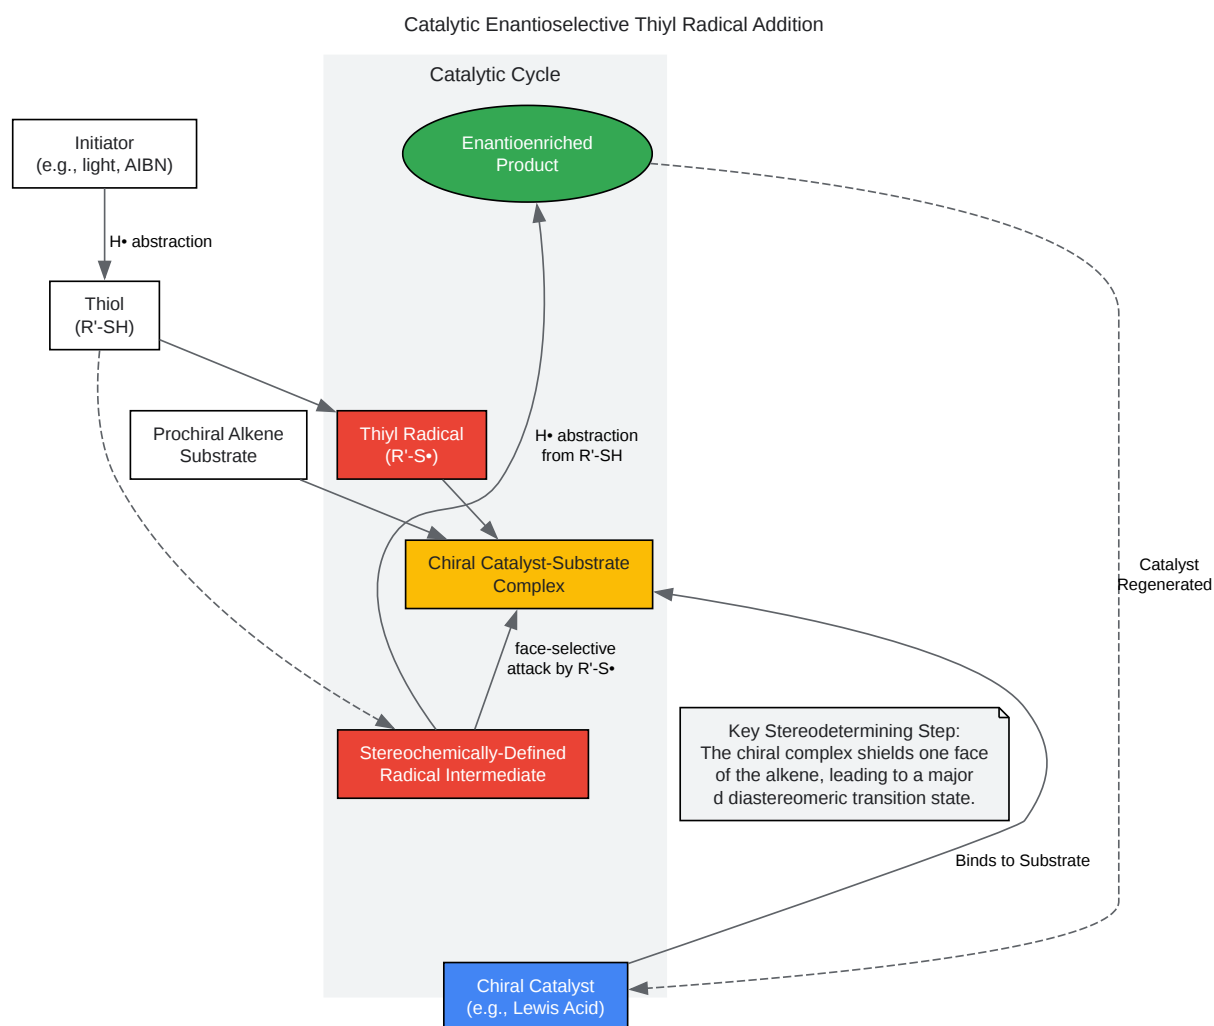 Catalytic Enantioselective Thiyl Radical Addition
Catalytic Cycle
Initiator
(e.g., light, AIBN)
Enantioenriched
Product
H• abstraction
Thiol
(R'-SH)
Prochiral Alkene
Substrate
Thiyl Radical
(R'-S•)
H• abstraction
from R'-SH
Chiral Catalyst-Substrate
Complex
Catalyst
Regenerated
face-selective
attack by R'-S•
Stereochemically-Defined
Radical Intermediate
Key Stereodetermining Step:
The chiral complex shields one face
of the alkene, leading to a major
d diastereomeric transition state.
Binds to Substrate
Chiral Catalyst
(e.g., Lewis Acid)